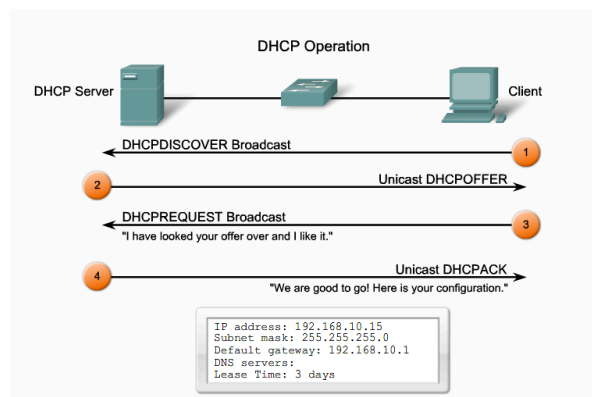 DHCP Operation
DHCP Server
Client
DHCPDISCOVER Broadcast
1
2
Unicast DHCPOFFER
DHCPREQUEST Broadcast
3
"I have looked your offer over and I like it."
4
Unicast DHCPACK
"We are good to go! Here is your configuration."
IP address: 192.168.10.15
Subnet mask: 255.255.255.0
Default gateway: 192.168.10.1
DNS servers:
Lease Time: 3 days